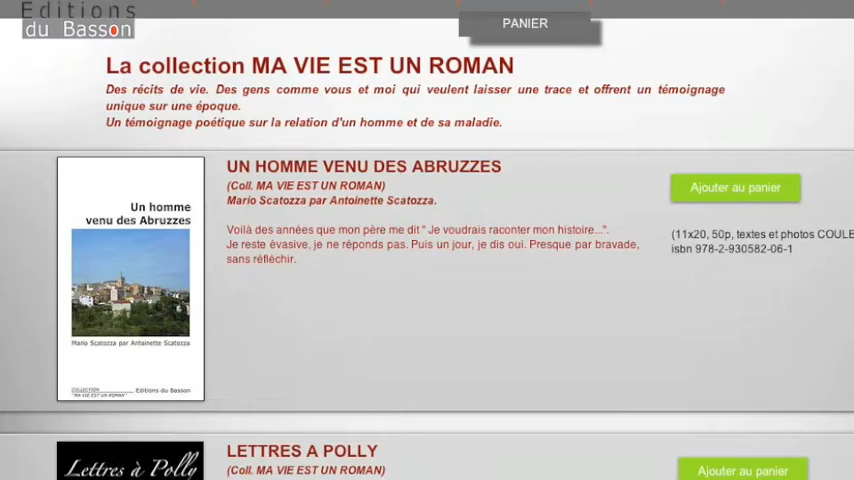 Editions
du Basson
PANIER
La collection MA VIE EST UN ROMAN
Des récits de vie. Des gens comme vous et moi qui veulent laisser une trace et offrent un témoignage
unique sur une époque.
Un témoignage poétique sur la relation d'un homme et de sa maladie.
UN HOMME VENU DES ABRUZZES
(Coll. MA VIE EST UN ROMAN)
Mario Scatozza par Antoinette Scatozza.
Voilà des années que mon père me dit " Je voudrais raconter mon histoire...".
Je reste évasive, je ne réponds pas. Puis un jour, je dis oui. Presque par bravade,
sans réfléchir.
Ajouter au panier
(11x20, 50p, textes et photos COULE
isbn 978-2-930582-06-1
Un homme
venu des Abruzzes
Mario Scatozza par Antoinette Scatozza
COLLECTION
"MA VIE EST UN ROMAN"
Editions du Basson
LETTRES A POLLY
(Coll. MA VIE EST UN ROMAN)
Ajouter au panier
Lettres à Polly